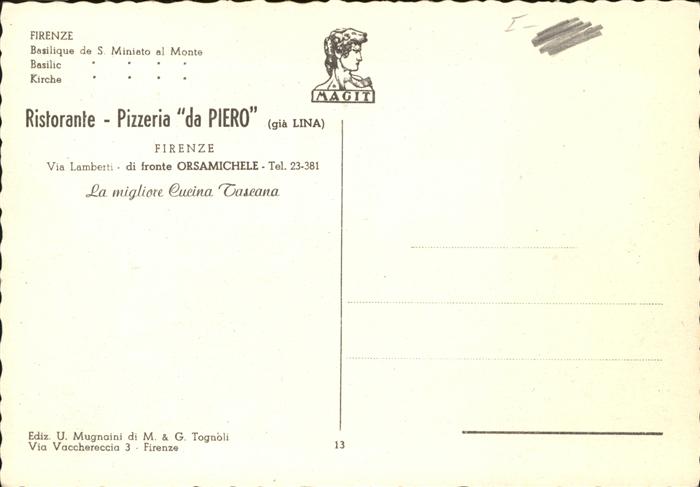 FIRENZE
Basilique de S. Miniato al Monte
Basilic " " " "
Kirche " " " "
MAGIT
Ristorante - Pizzeria "da PIERO" (già LINA)
FIRENZE
Via Lamberti - di fronte ORSAMICHELE - Tel. 23-381
La migliore Cucina Toscana
Ediz. U. Mugnaini di M. & G. Tognòli
Via Vacchereccia 3 - Firenze
13